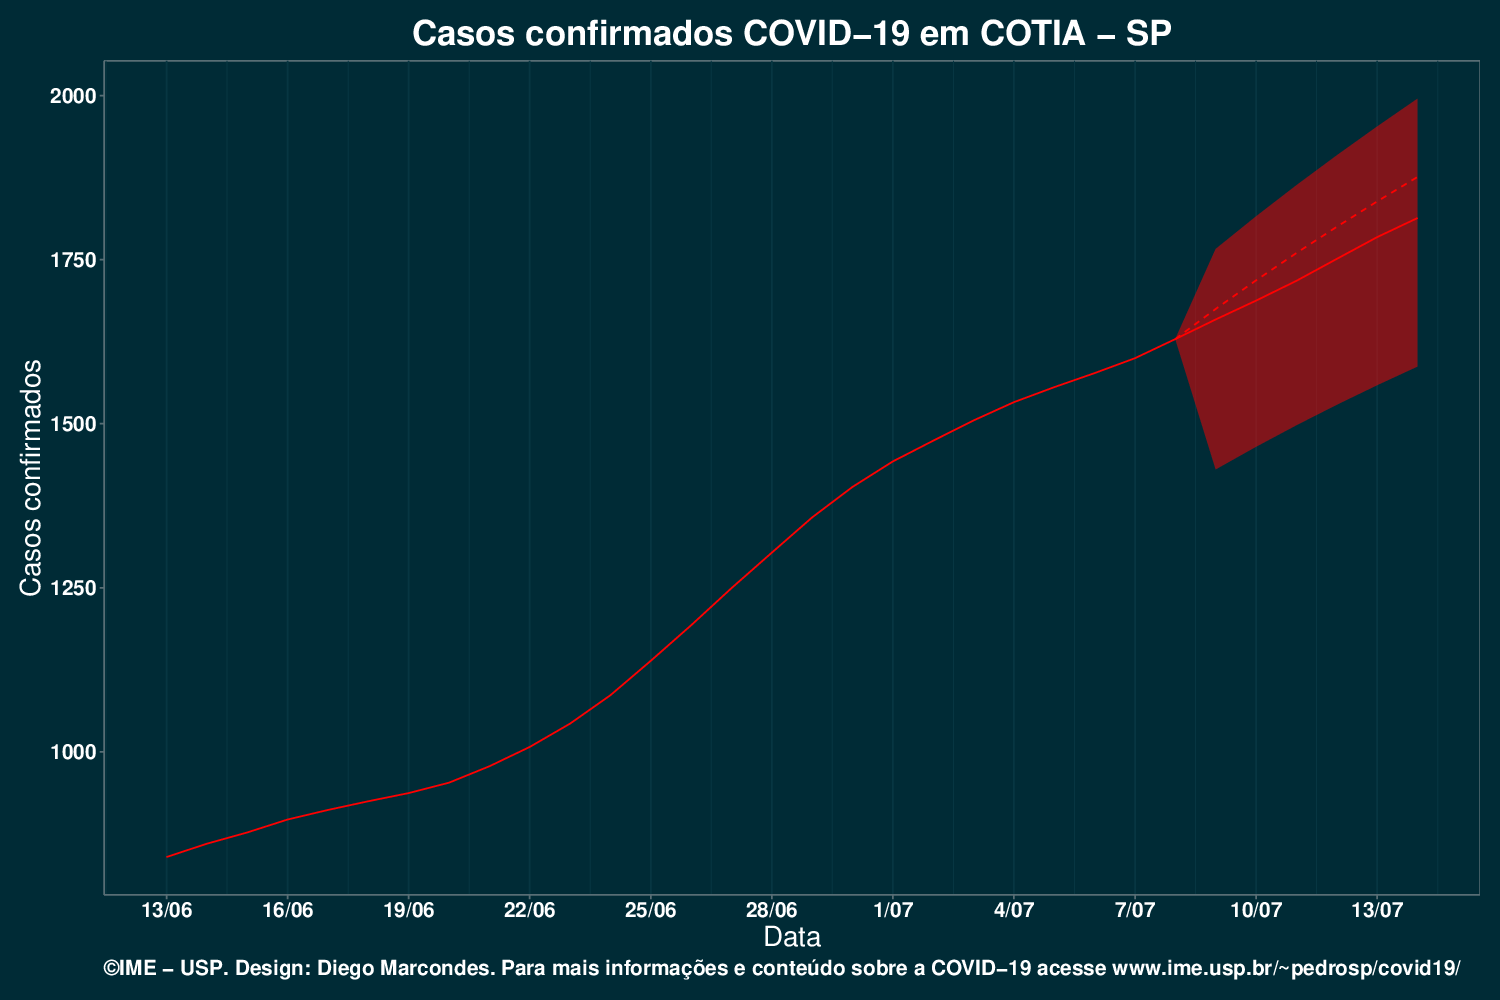 Casos confirmados COVID−19 em COTIA − SP
Casos confirmados
2000
1750
1500
1250
1000
13/06 16/06 19/06 22/06 25/06 28/06 1/07 4/07 7/07 10/07 13/07
Data
©IME − USP. Design: Diego Marcondes. Para mais informações e conteúdo sobre a COVID−19 acesse www.ime.usp.br/~pedrosp/covid19/